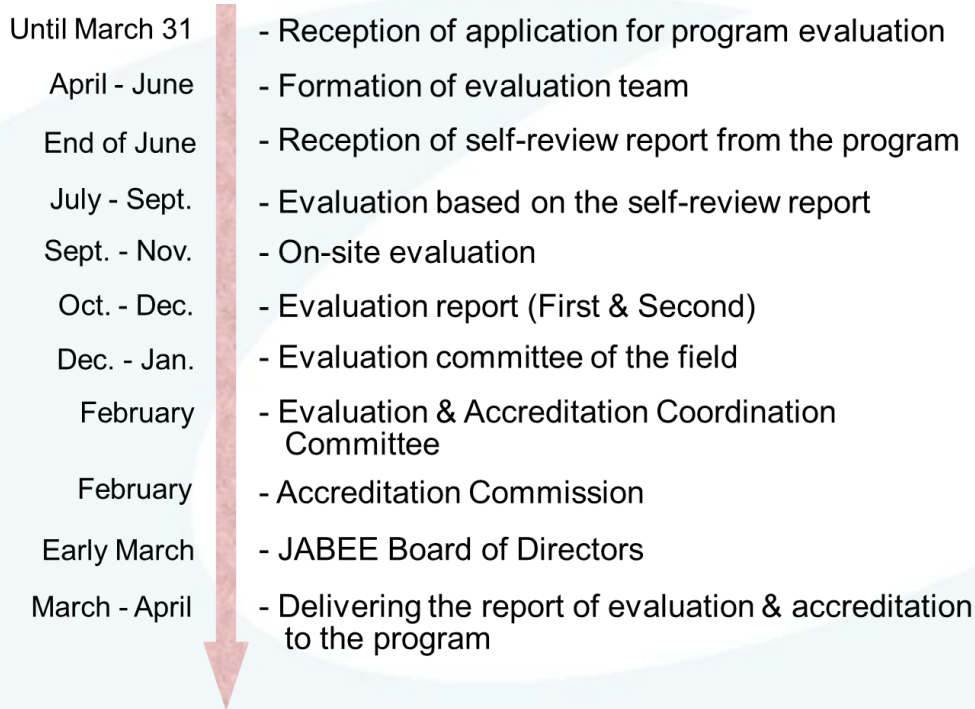 Until March 31 - Reception of application for program evaluation
April - June - Formation of evaluation team
End of June - Reception of self-review report from the program
July - Sept. - Evaluation based on the self-review report
Sept. - Nov. - On-site evaluation
Oct. - Dec. - Evaluation report (First & Second)
Dec. - Jan. - Evaluation committee of the field
February - Evaluation & Accreditation Coordination
Committee
February - Accreditation Commission
Early March - JABEE Board of Directors
March - April - Delivering the report of evaluation & accreditation
to the program